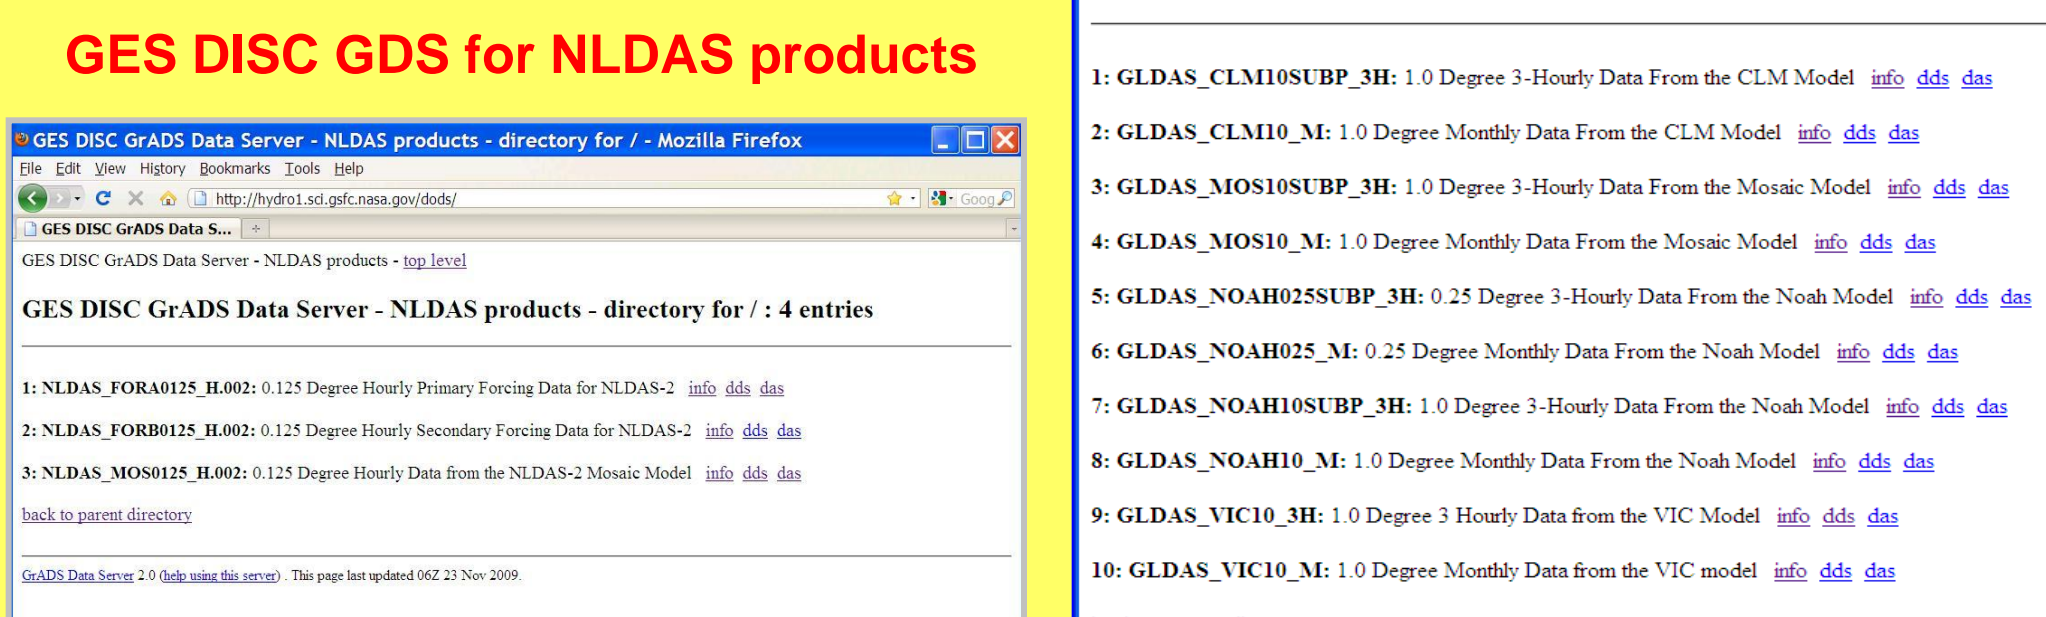 GES DISC GDS for NLDAS products
GES DISC GrADS Data Server - NLDAS products - directory for / - Mozilla Firefox
File Edit View History Bookmarks Tools Help
http://hydro1.sci.gsfc.nasa.gov/dods/
Goog
GES DISC GrADS Data S...
GES DISC GrADS Data Server - NLDAS products - top level
GES DISC GrADS Data Server - NLDAS products - directory for / : 4 entries
1: NLDAS_FORA0125_H.002: 0.125 Degree Hourly Primary Forcing Data for NLDAS-2 info dds das
2: NLDAS_FORB0125_H.002: 0.125 Degree Hourly Secondary Forcing Data for NLDAS-2 info dds das
3: NLDAS_MOS0125_H.002: 0.125 Degree Hourly Data from the NLDAS-2 Mosaic Model info dds das
back to parent directory
GrADS Data Server 2.0 (help using this server) . This page last updated 06Z 23 Nov 2009.
1: GLDAS_CLM10SUBP_3H: 1.0 Degree 3-Hourly Data From the CLM Model info dds das
2: GLDAS_CLM10_M: 1.0 Degree Monthly Data From the CLM Model info dds das
3: GLDAS_MOS10SUBP_3H: 1.0 Degree 3-Hourly Data From the Mosaic Model info dds das
4: GLDAS_MOS10_M: 1.0 Degree Monthly Data From the Mosaic Model info dds das
5: GLDAS_NOAH025SUBP_3H: 0.25 Degree 3-Hourly Data From the Noah Model info dds das
6: GLDAS_NOAH025_M: 0.25 Degree Monthly Data From the Noah Model info dds das
7: GLDAS_NOAH10SUBP_3H: 1.0 Degree 3-Hourly Data From the Noah Model info dds das
8: GLDAS_NOAH10_M: 1.0 Degree Monthly Data From the Noah Model info dds das
9: GLDAS_VIC10_3H: 1.0 Degree 3 Hourly Data from the VIC Model info dds das
10: GLDAS_VIC10_M: 1.0 Degree Monthly Data from the VIC model info dds das